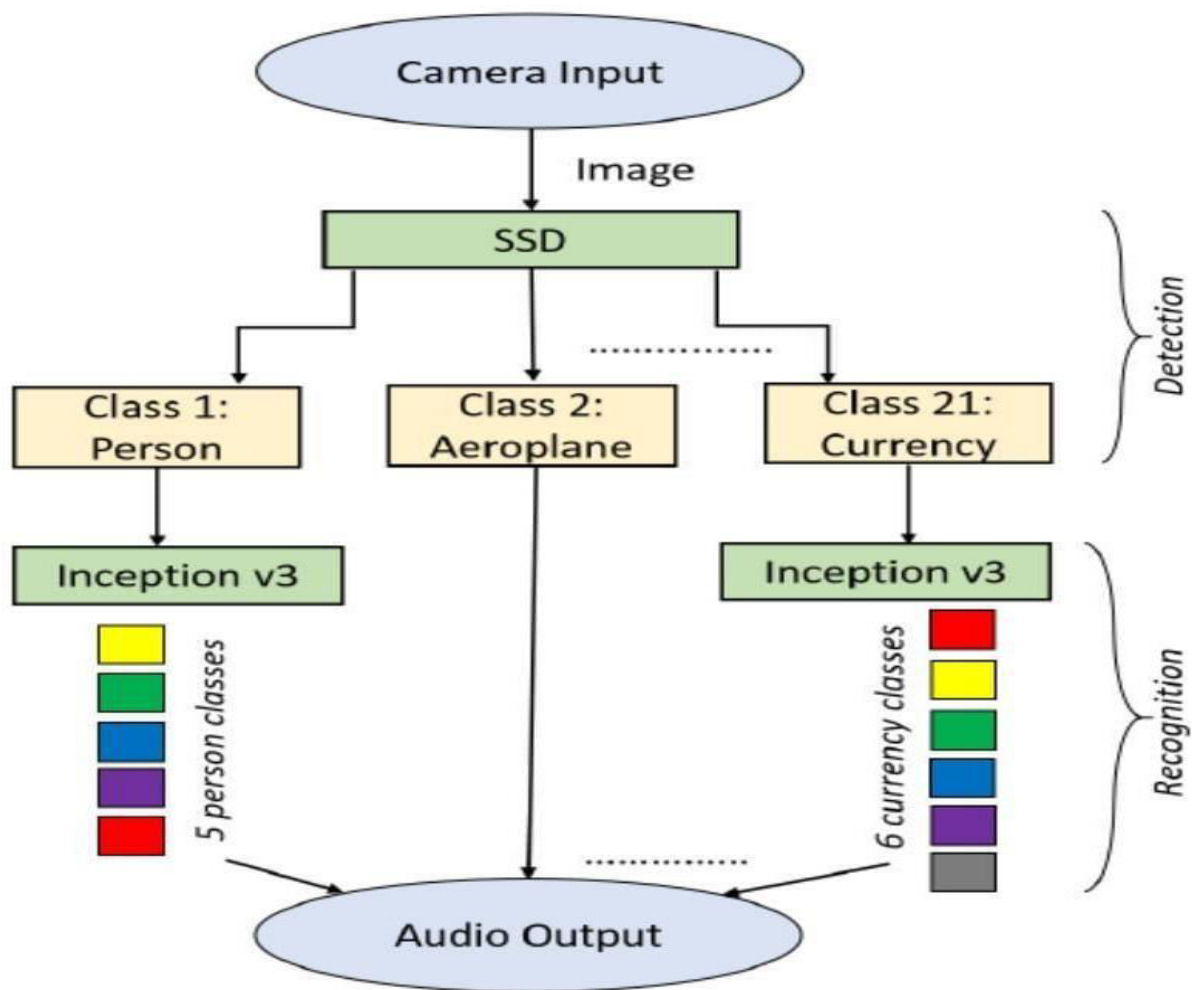 Camera Input
Image
SSD
Detection
Class 1:
Person
Class 2:
Aeroplane
Class 21:
Currency
Inception v3
Inception v3
5 person classes
6 currency classes
Recognition
Audio Output